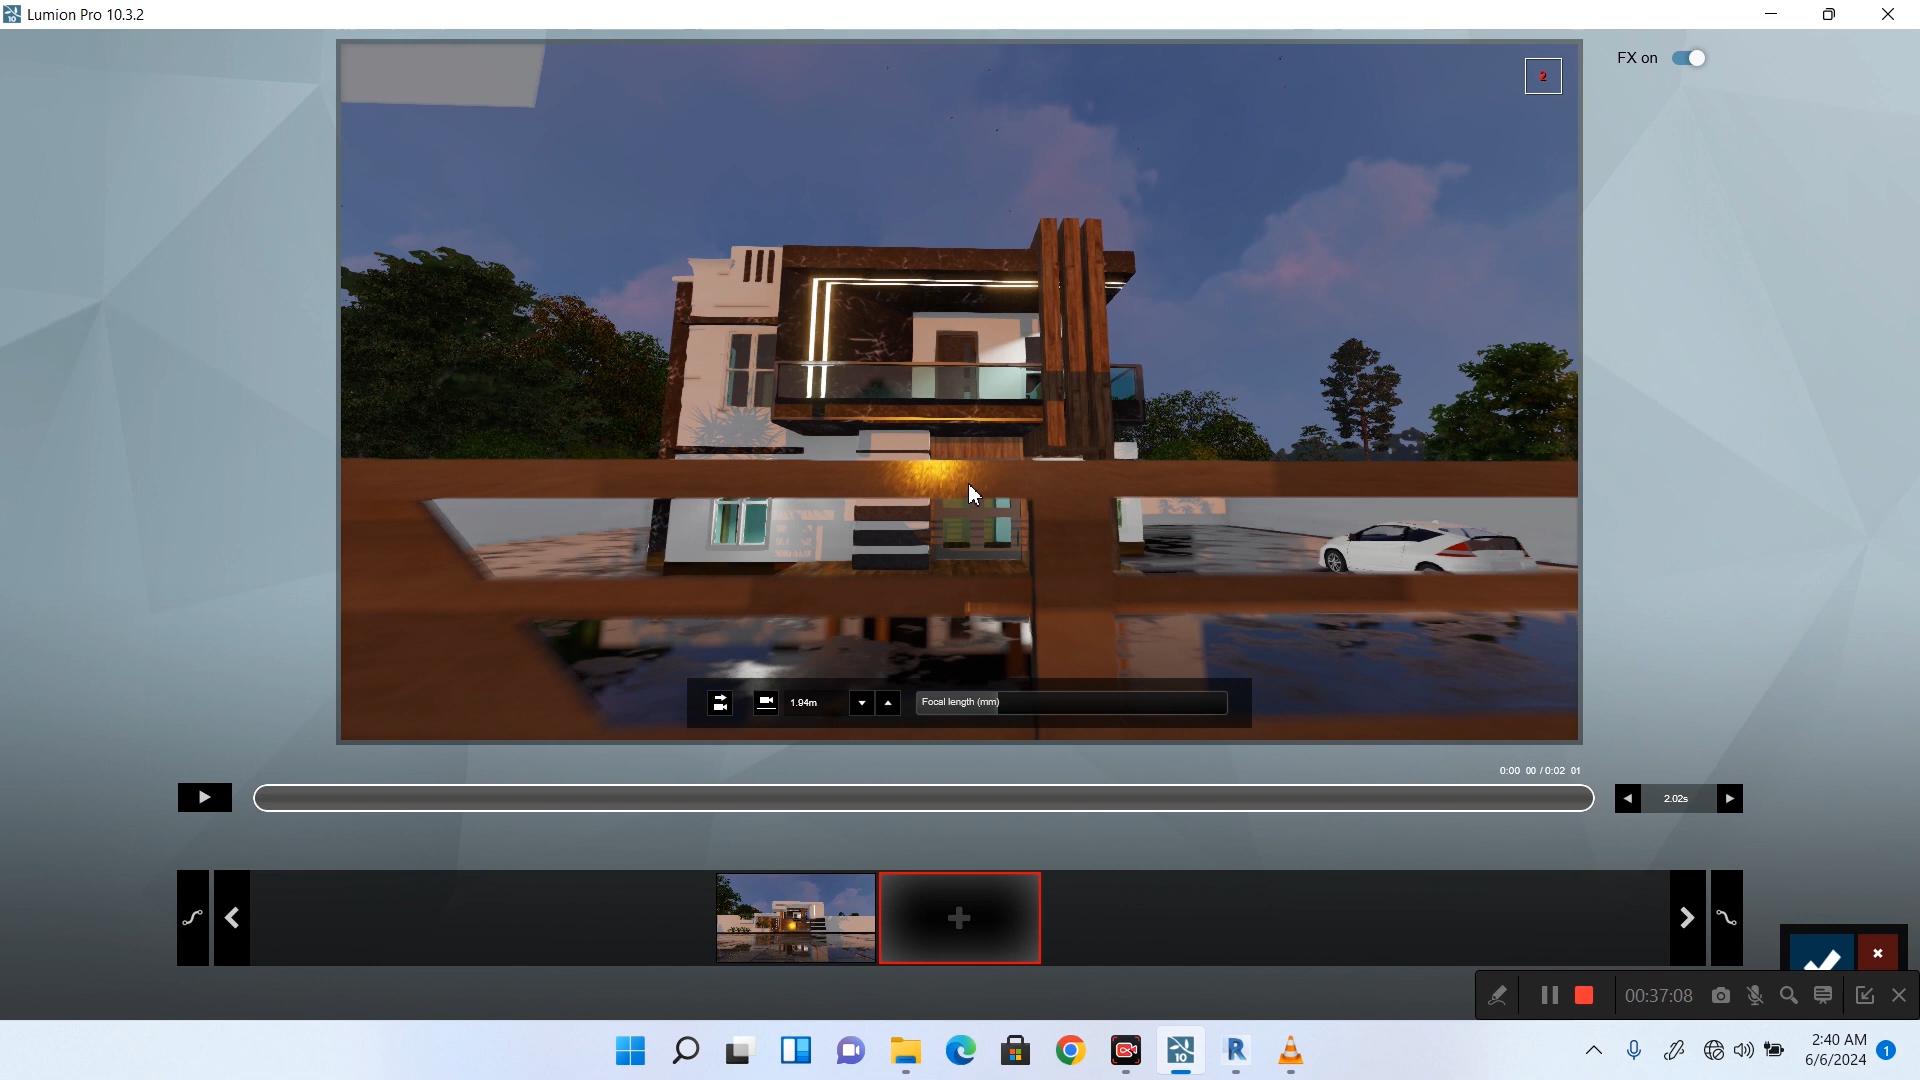 Lumion Pro 10.3.2
FX on
2
1.94m
Focal length (mm)
0:00 00 / 0:02 01
2.02s
00:37:08
10
R
2:40 AM
6/6/2024
1